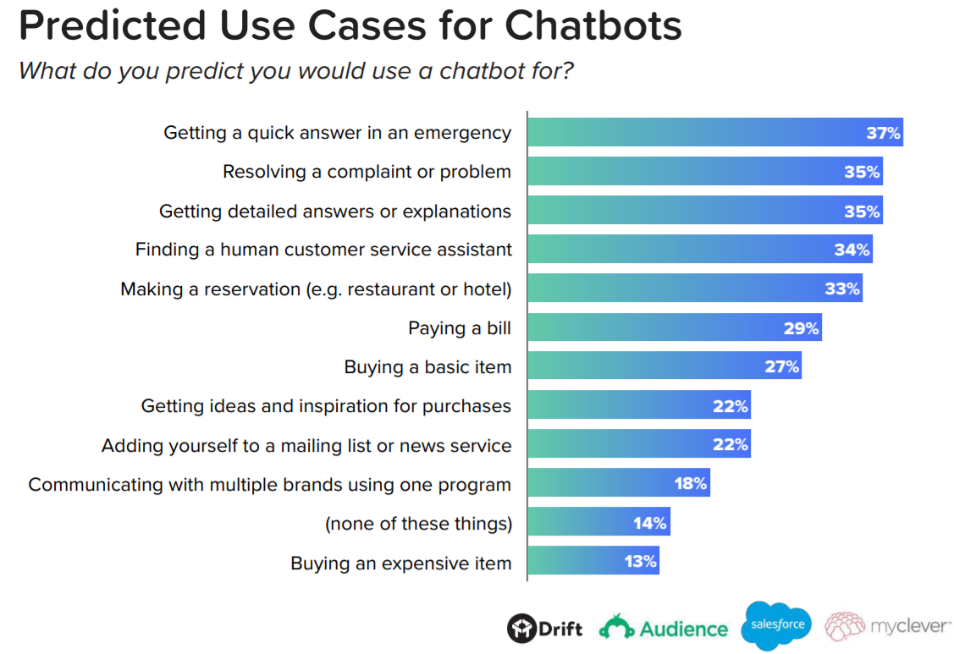 Predicted Use Cases for Chatbots
What do you predict you would use a chatbot for?
Getting a quick answer in an emergency 37%
Resolving a complaint or problem 35%
Getting detailed answers or explanations 35%
Finding a human customer service assistant 34%
Making a reservation (e.g. restaurant or hotel) 33%
Paying a bill 29%
Buying a basic item 27%
Getting ideas and inspiration for purchases 22%
Adding yourself to a mailing list or news service 22%
Communicating with multiple brands using one program 18%
(none of these things) 14%
Buying an expensive item 13%
Drift Audience salesforce myclever™